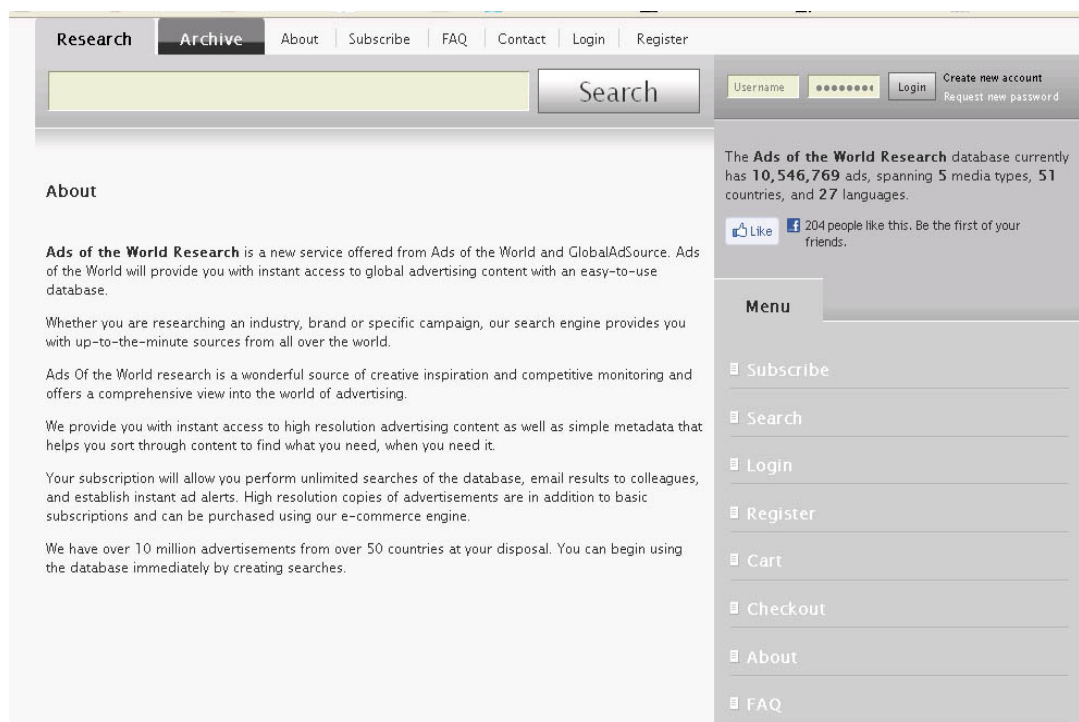 Research
Archive
About
Subscribe
FAQ
Contact
Login
Register
Search
Username
Login
Create new account
Request new password
About
Ads of the World Research is a new service offered from Ads of the World and GlobalAdSource. Ads
of the World will provide you with instant access to global advertising content with an easy-to-use
database.
Whether you are researching an industry, brand or specific campaign, our search engine provides you
with up-to-the-minute sources from all over the world.
Ads Of the World research is a wonderful source of creative inspiration and competitive monitoring and
offers a comprehensive view into the world of advertising.
We provide you with instant access to high resolution advertising content as well as simple metadata that
helps you sort through content to find what you need, when you need it.
Your subscription will allow you perform unlimited searches of the database, email results to colleagues,
and establish instant ad alerts. High resolution copies of advertisements are in addition to basic
subscriptions and can be purchased using our e-commerce engine.
We have over 10 million advertisements from over 50 countries at your disposal. You can begin using
the database immediately by creating searches.
The Ads of the World Research database currently
has 10,546,769 ads, spanning 5 media types, 51
countries, and 27 languages.
Like
204 people like this. Be the first of your
friends.
Menu
Subscribe
Search
Login
Register
Cart
Checkout
About
FAQ